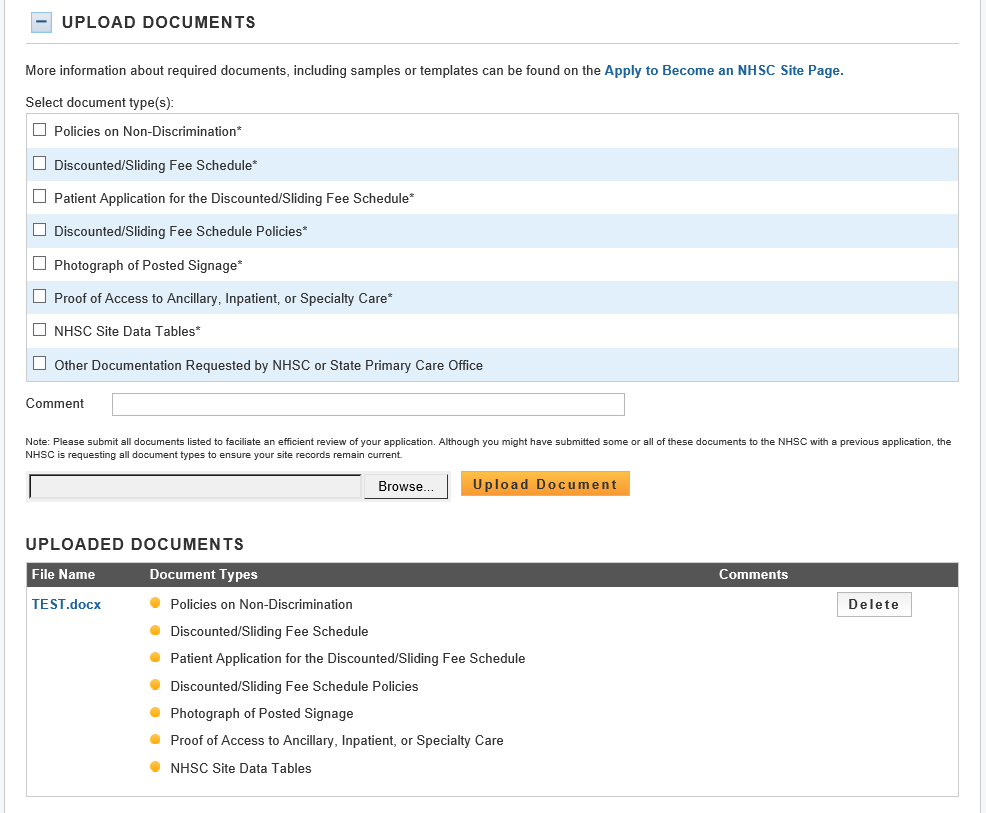 UPLOAD DOCUMENTS
More information about required documents, including samples or templates can be found on the Apply to Become an NHSC Site Page.
Select document type(s):
Policies on Non-Discrimination*
Discounted/Sliding Fee Schedule*
Patient Application for the Discounted/Sliding Fee Schedule*
Discounted/Sliding Fee Schedule Policies*
Photograph of Posted Signage*
Proof of Access to Ancillary, Inpatient, or Specialty Care*
NHSC Site Data Tables*
Other Documentation Requested by NHSC or State Primary Care Office
Comment
Note: Please submit all documents listed to faciliate an efficient review of your application. Although you might have submitted some or all of these documents to the NHSC with a previous application, the
NHSC is requesting all document types to ensure your site records remain current.
Browse... Upload Document
UPLOADED DOCUMENTS
File Name Document Types Comments
TEST.docx Policies on Non-Discrimination Delete
Discounted/Sliding Fee Schedule
Patient Application for the Discounted/Sliding Fee Schedule
Discounted/Sliding Fee Schedule Policies
Photograph of Posted Signage
Proof of Access to Ancillary, Inpatient, or Specialty Care
NHSC Site Data Tables